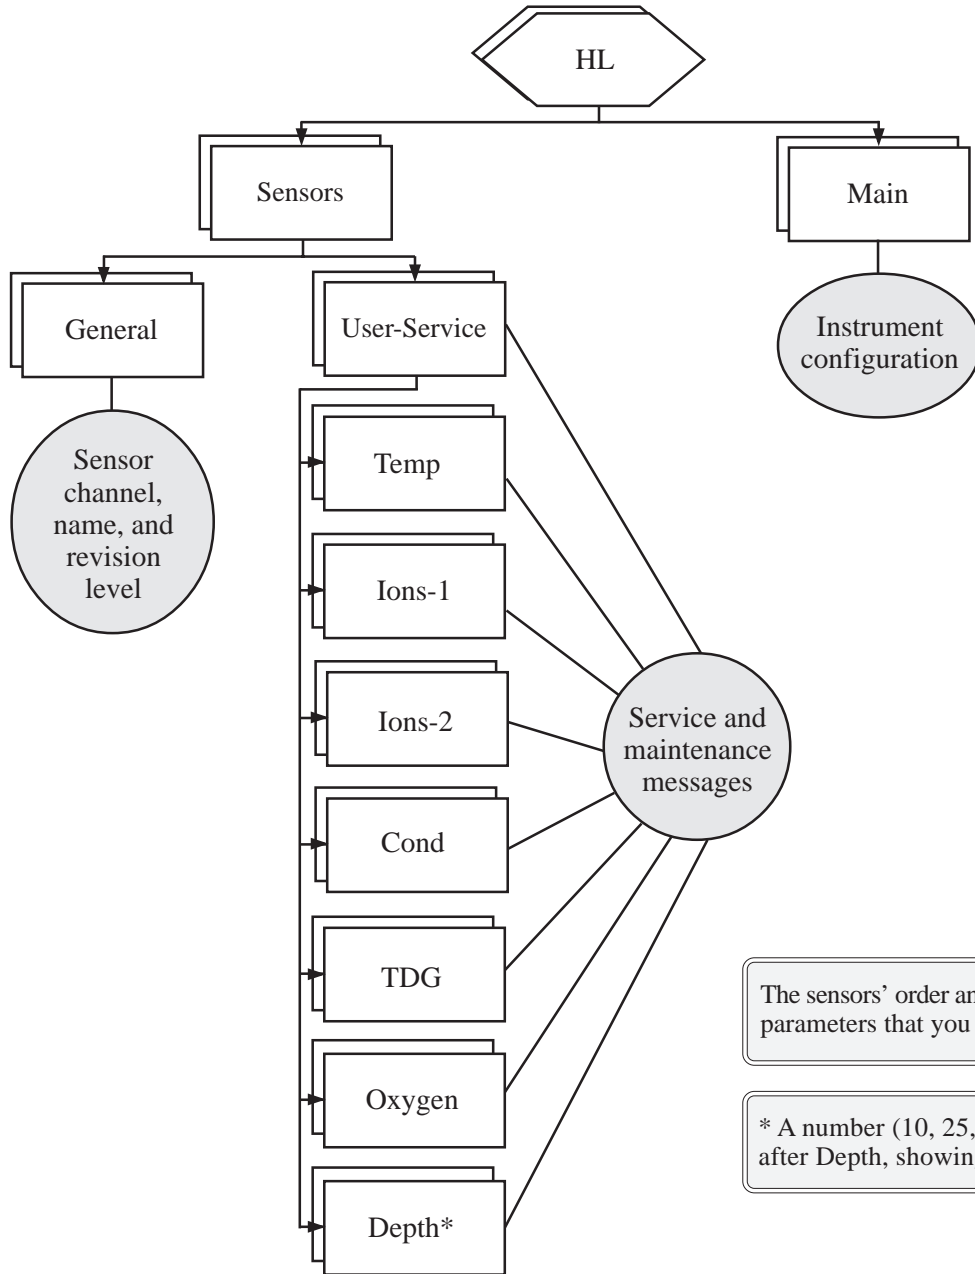 HL
Sensors
Main
General
User-Service
Instrument
configuration
Sensor
channel,
name, and
revision
level
Temp
Ions-1
Ions-2
Cond
TDG
Oxygen
Depth*
Service and
maintenance
messages
The sensors’ order
parameters that you
* A number (10, 25,
after Depth,